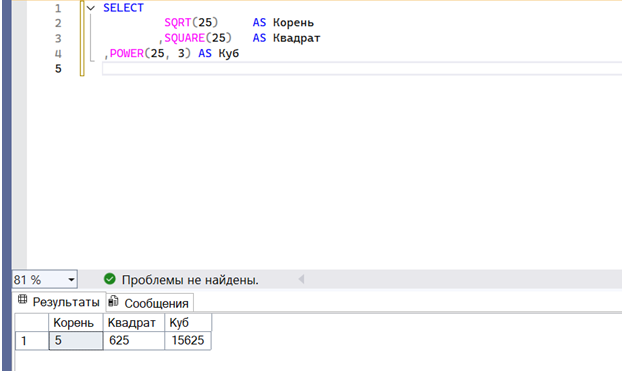 1 SELECT
2 SQRT(25) AS Корень
3 ,SQUARE(25) AS Квадрат
4 ,POWER(25, 3) AS Куб
5
81 % Проблемы не найдены.
Результаты Сообщения
Корень Квадрат Куб
1 5 625 15625